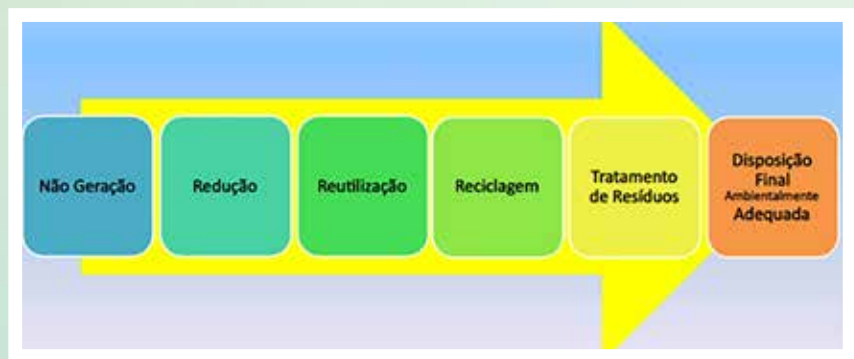 Não Geração
Redução
Reutilização
Reciclagem
Tratamento
de Resíduos
Disposição
Final
Ambientalmente
Adequada